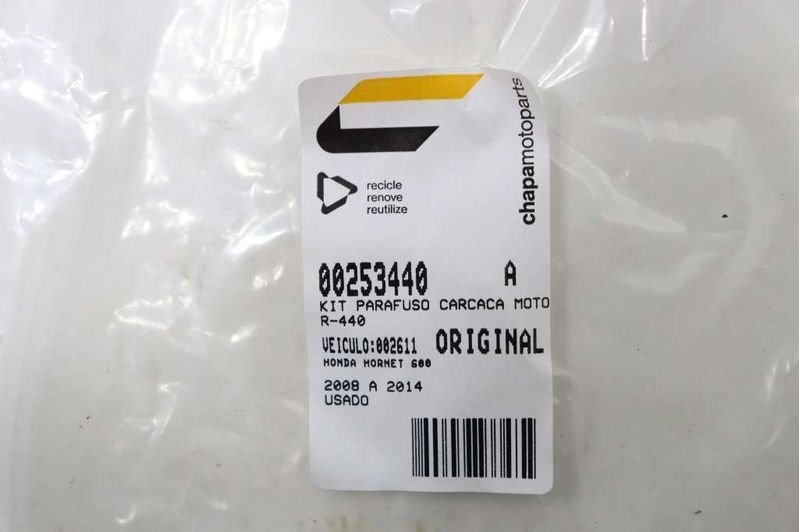 chapamotoparts
recicle
renove
reutilize
00253440 A
KIT PARAFUSO CARCACA MOTO
R-440
VEICULO:002611 ORIGINAL
HONDA HORNET 600
2008 A 2014
USADO